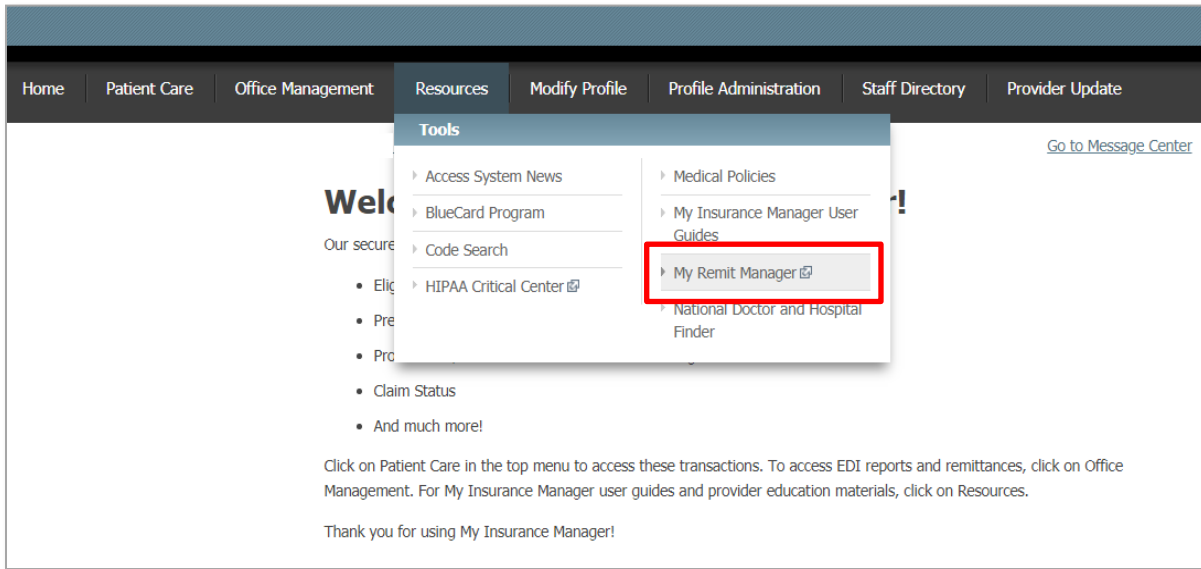 Home Patient Care Office Management Resources Modify Profile Profile Administration Staff Directory Provider Update
Tools
Go to Message Center
Access System News
BlueCard Program
Code Search
HIPAA Critical Center
Medical Policies
My Insurance Manager User
Guides
My Remit Manager
National Doctor and Hospital
Finder
Our secure
• Claim Status
• And much more!
Click on Patient Care in the top menu to access these transactions. To access EDI reports and remittances, click on Office
Management. For My Insurance Manager user guides and provider education materials, click on Resources.
Thank you for using My Insurance Manager!